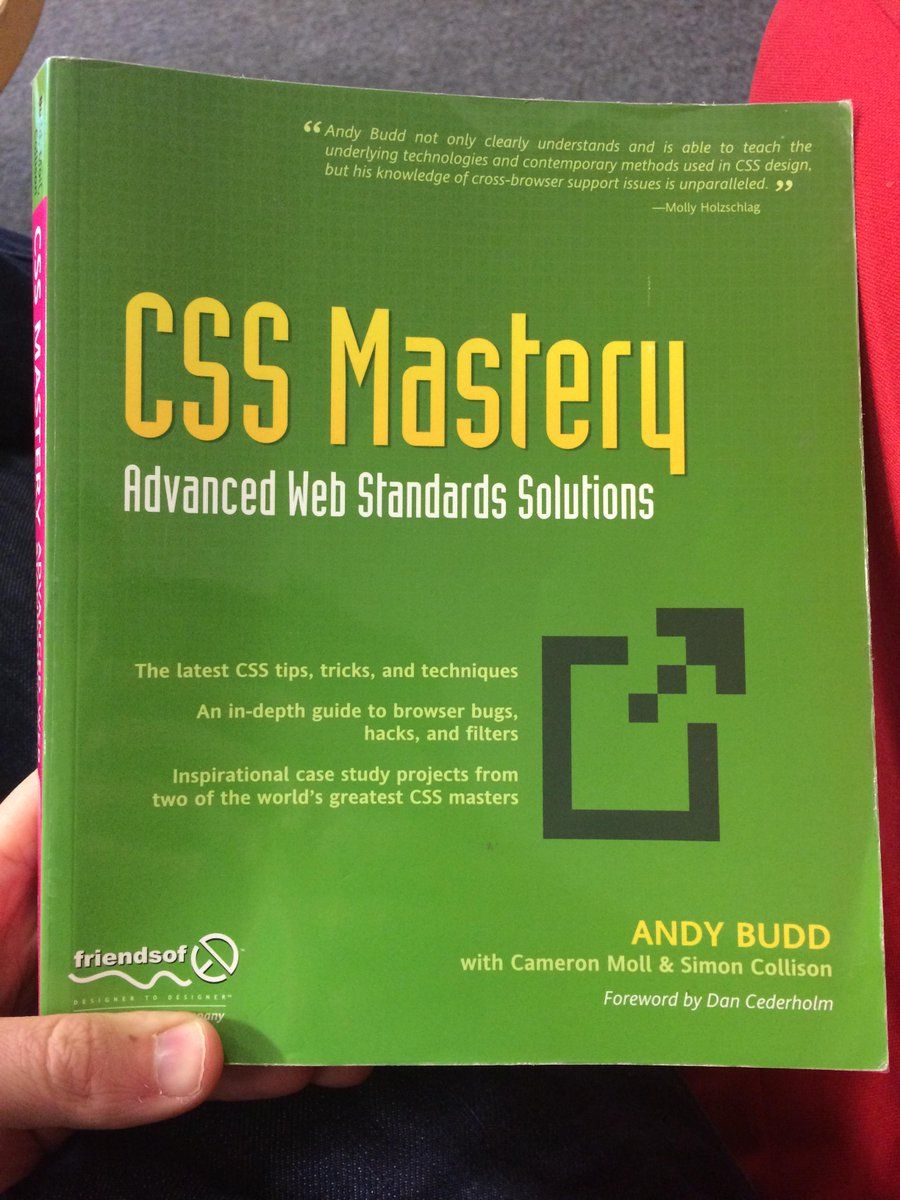 “Andy Budd not only clearly understands and is able to teach the
underlying technologies and contemporary methods used in CSS design,
but his knowledge of cross-browser support issues is unparalleled.”
—Molly Holzschlag
CSS Mastery
Advanced Web Standards Solutions
The latest CSS tips, tricks, and techniques
An in-depth guide to browser bugs,
hacks, and filters
Inspirational case study projects from
two of the world’s greatest CSS masters
ANDY BUDD
with Cameron Moll & Simon Collison
Foreword by Dan Cederholm
friendsof
DESIGNER TO DESIGNER™
CSS MASTERY ADVANCED WEB